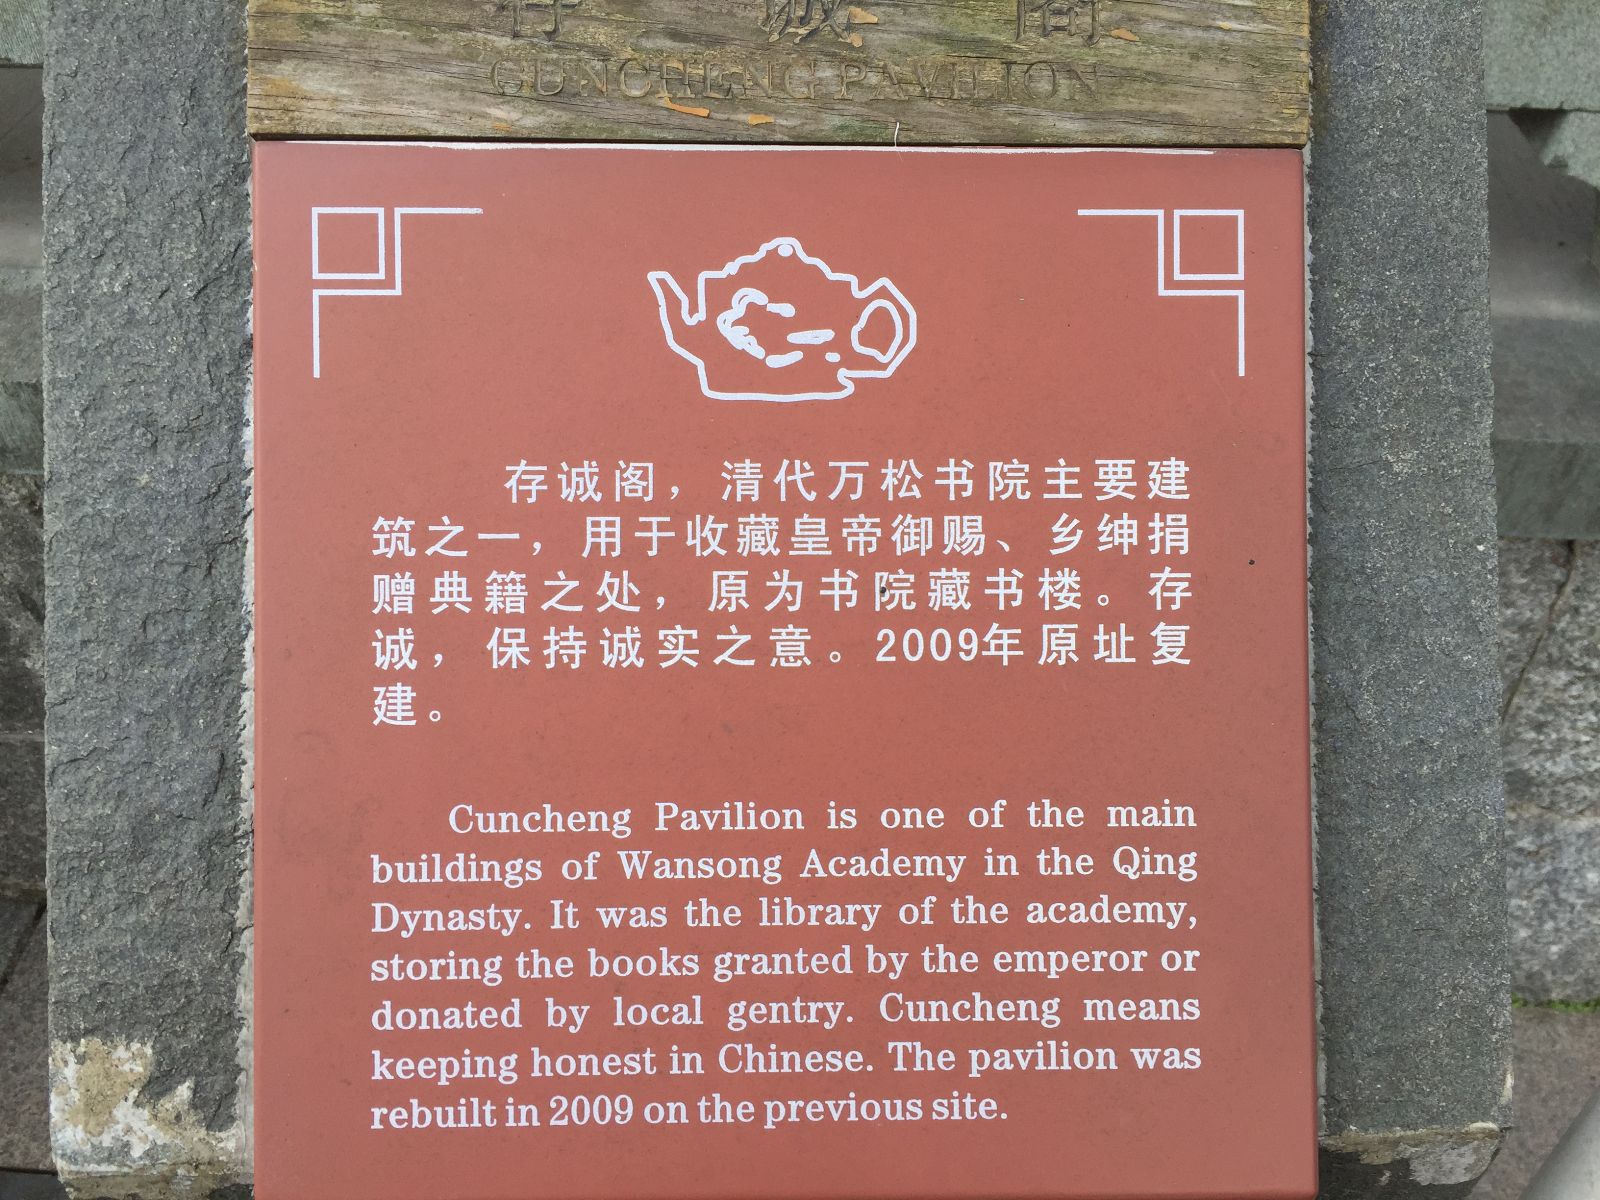 存诚阁
CUNCHENG PAVILION
存诚阁，清代万松书院主要建
筑之一，用于收藏皇帝御赐、乡绅捐
赠典籍之处，原为书院藏书楼。存
诚，保持诚实之意。2009年原址复
建。
Cuncheng Pavilion is one of the main
buildings of Wansong Academy in the Qing
Dynasty. It was the library of the academy,
storing the books granted by the emperor or
donated by local gentry. Cuncheng means
keeping honest in Chinese. The pavilion was
rebuilt in 2009 on the previous site.